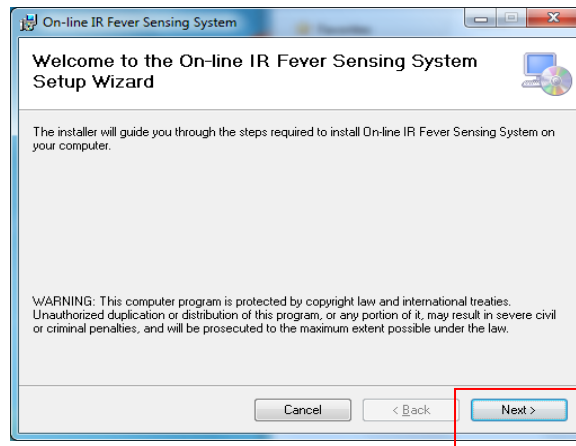 On-line IR Fever Sensing System
Welcome to the On-line IR Fever Sensing System
Setup Wizard
The installer will guide you through the steps required to install On-line IR Fever Sensing System on
your computer.
WARNING: This computer program is protected by copyright law and international treaties.
Unauthorized duplication or distribution of this program, or any portion of it, may result in severe civil
or criminal penalties, and will be prosecuted to the maximum extent possible under the law.
Cancel
< Back
Next >